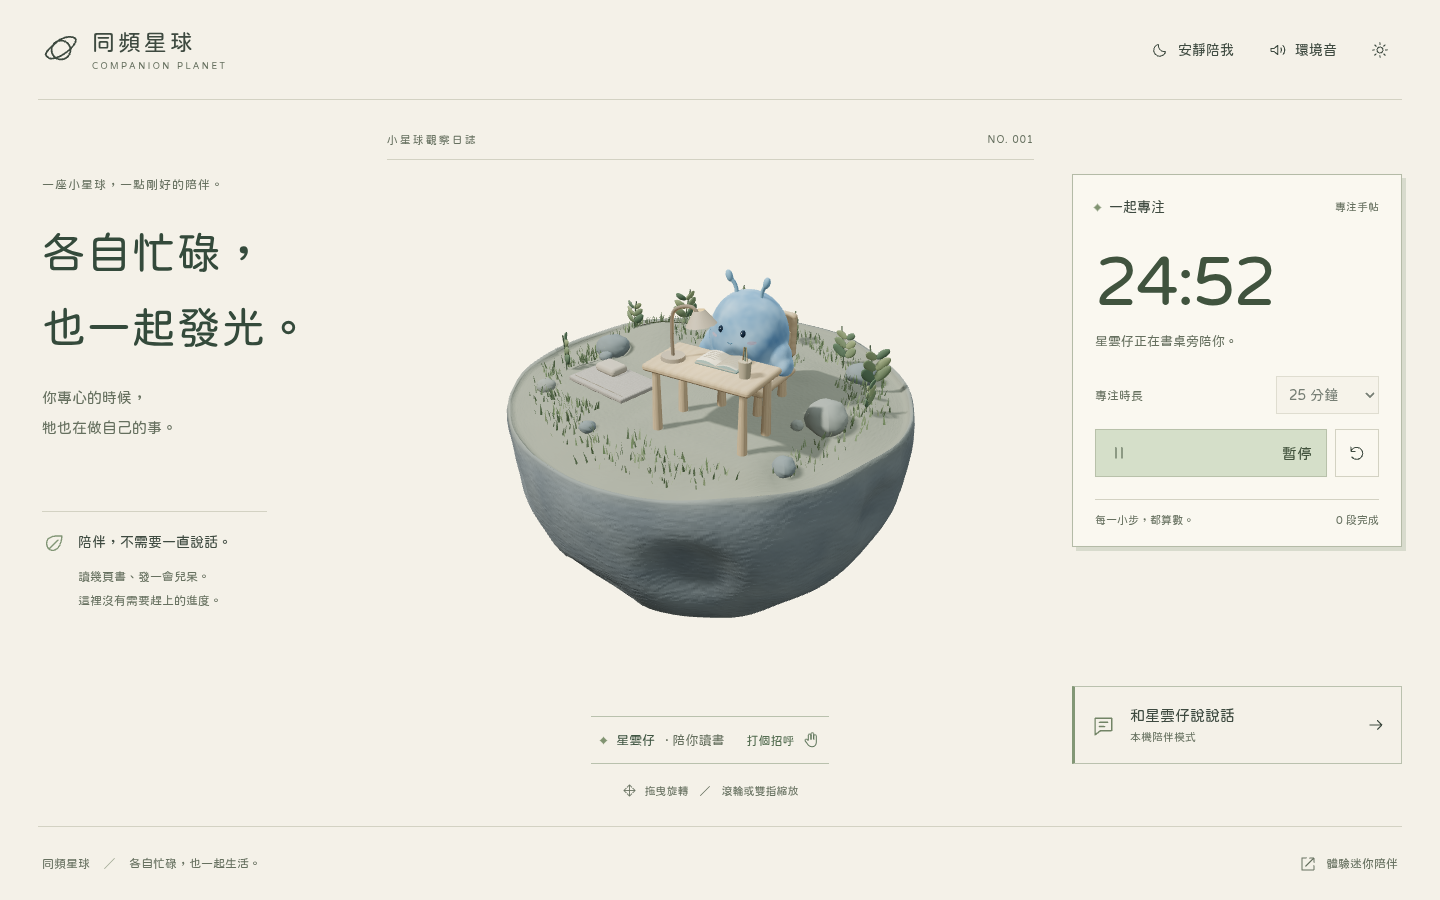 同頻星球
COMPANION PLANET
安靜陪我
環境音
小星球觀察日誌
NO. 001
一座小星球，一點剛好的陪伴。
各自忙碌，
也一起發光。
你專心的時候，
牠也在做自己的事。
陪伴，不需要一直說話。
讀幾頁書、發一會兒呆。
這裡沒有需要趕上的進度。
一起專注
專注手帖
24:52
星雲仔正在書桌旁陪你。
專注時長
25 分鐘
暫停
每一小步，都算數。
0 段完成
和星雲仔說說話
本機陪伴模式
星雲仔 · 陪你讀書
打個招呼
拖曳旋轉 ／ 滾輪或雙指縮放
同頻星球 ／ 各自忙碌，也一起生活。
體驗迷你陪伴